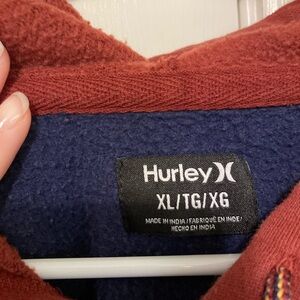 Hurley
XL/TG/XG
MADE IN INDIA/FABRIQUÉ EN INDE/
HECHO EN INDIA